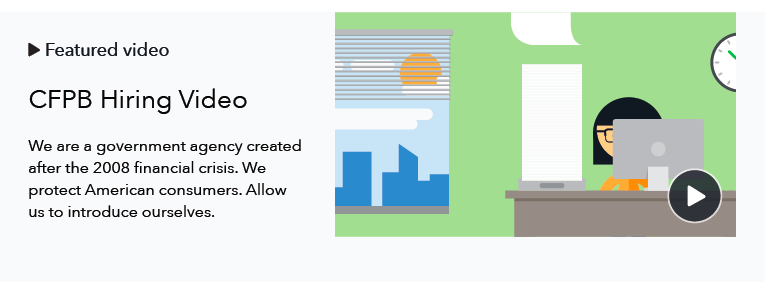 Featured video
CFPB Hiring Video
We are a government agency created
after the 2008 financial crisis. We
protect American consumers. Allow
us to introduce ourselves.